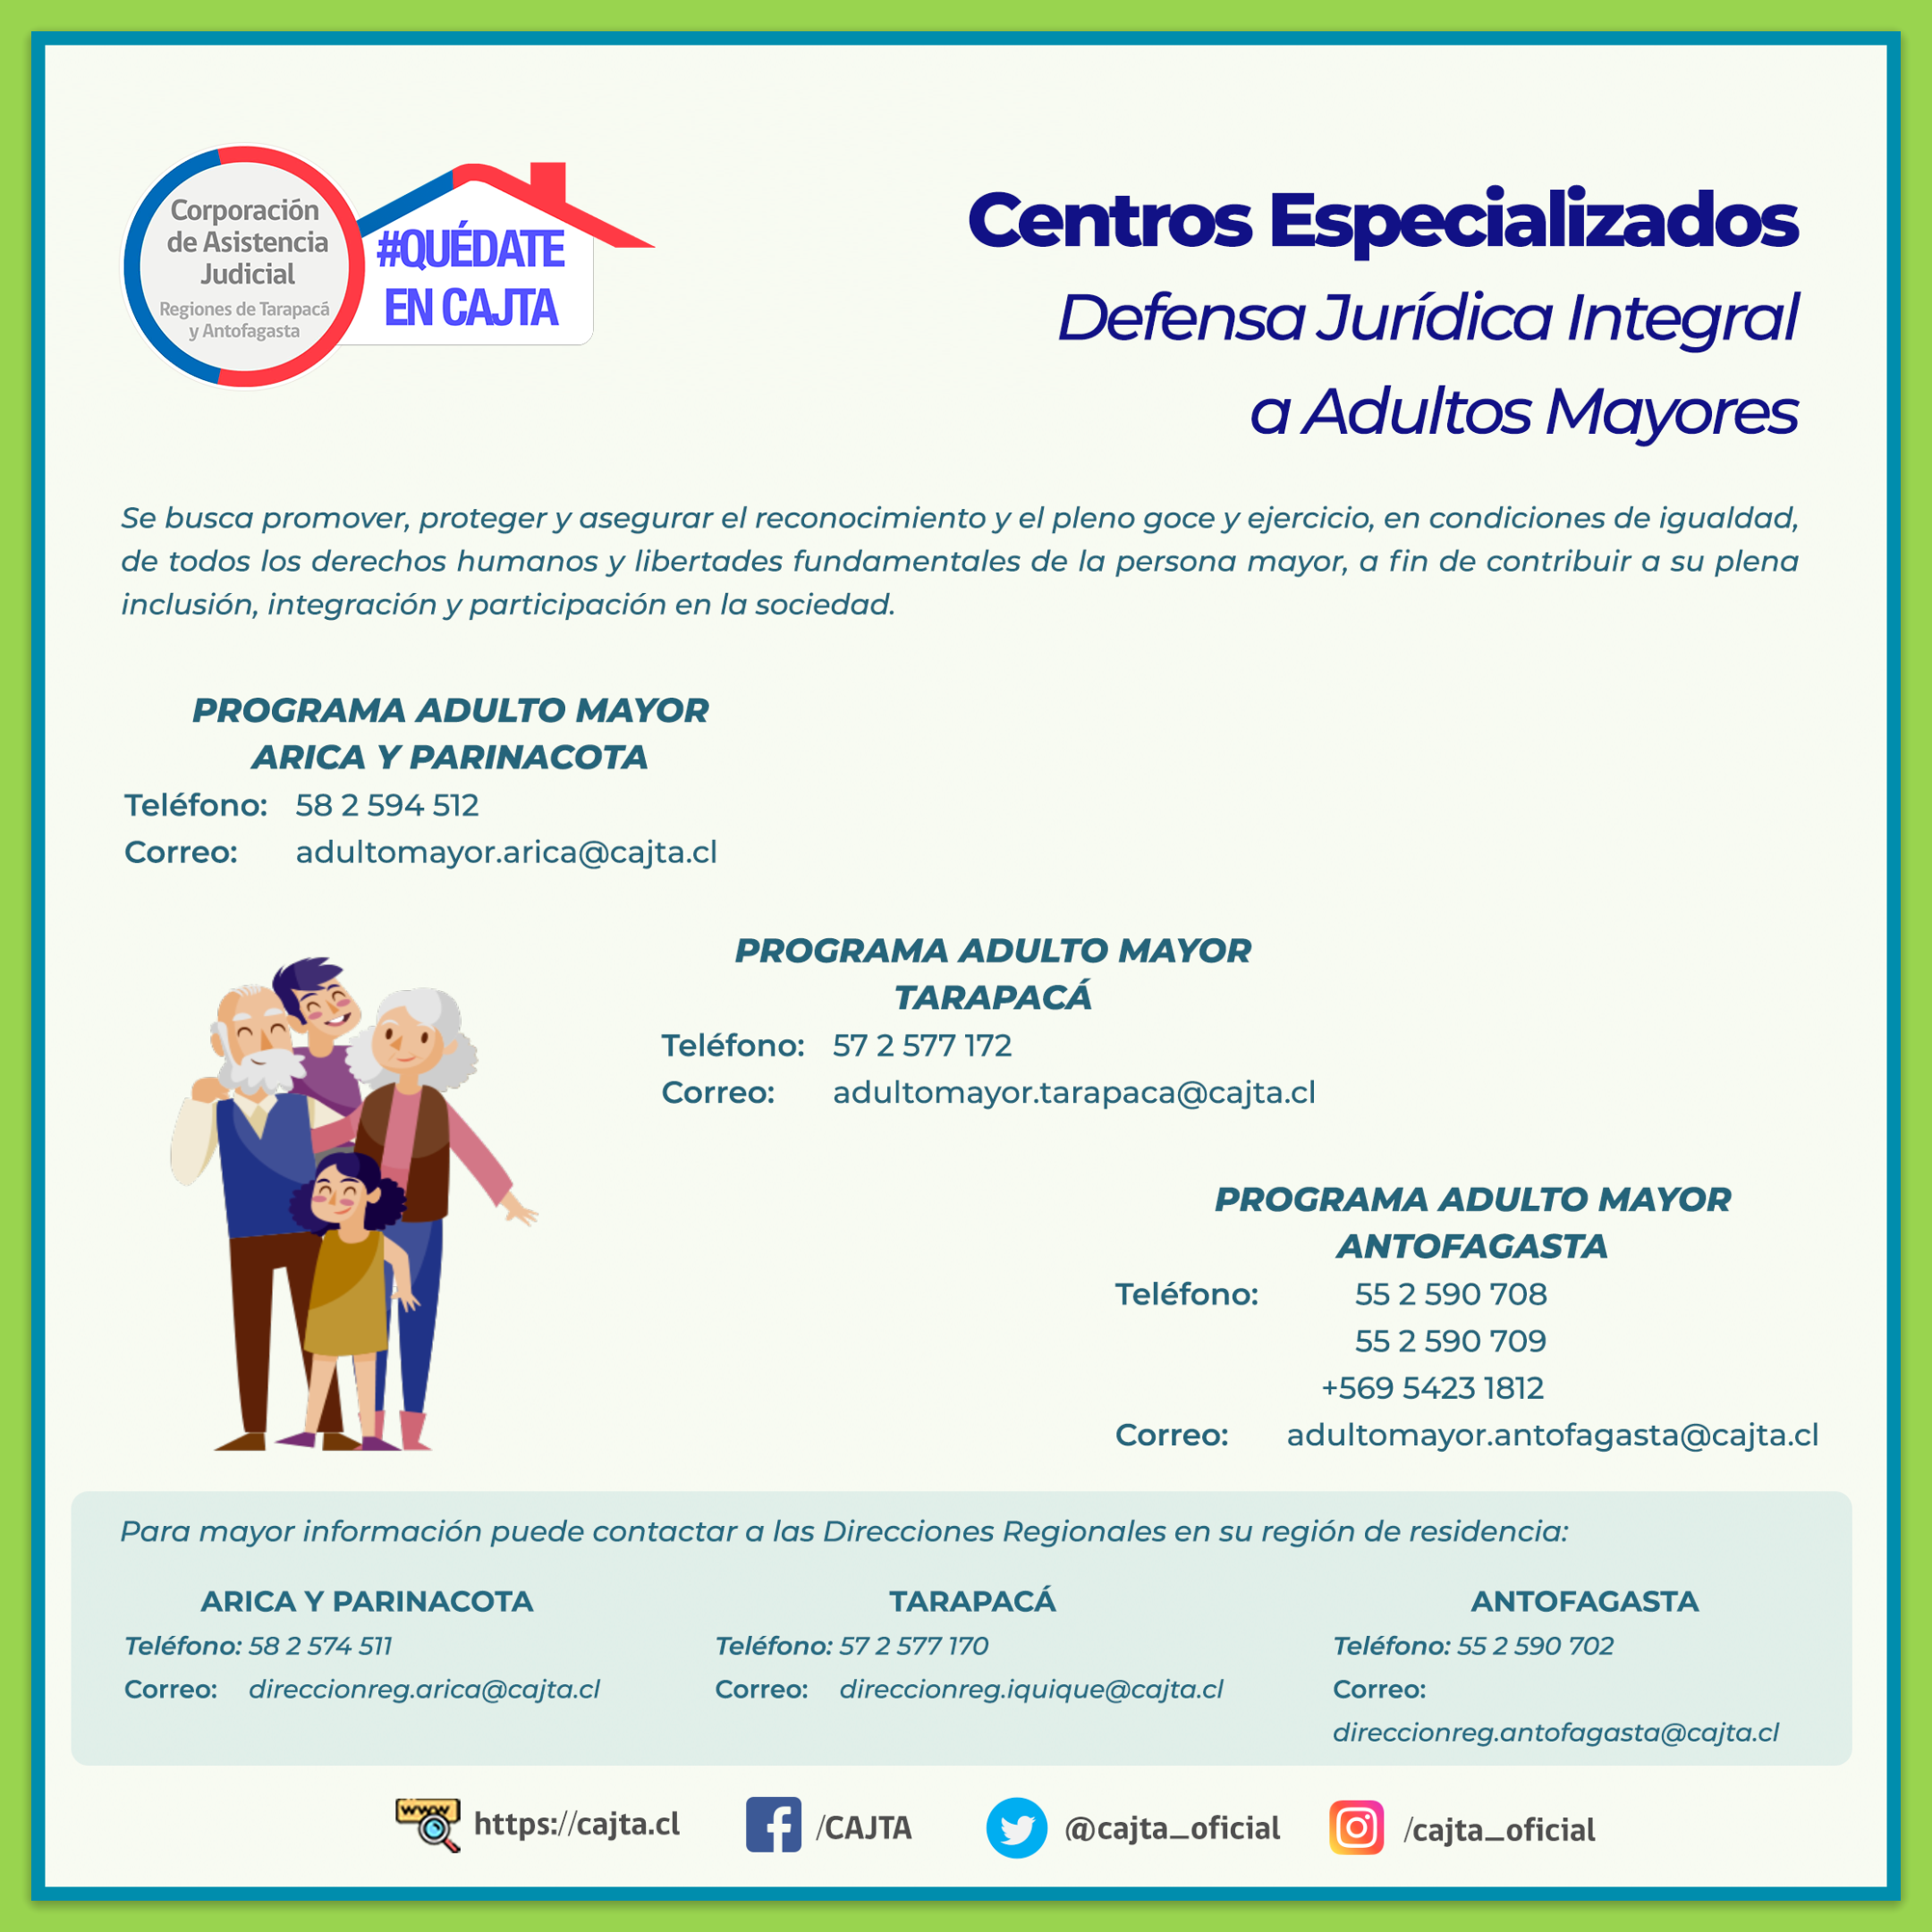 Corporación
de Asistencia
Judicial
Regiones de Tarapacá
y Antofagasta
#QUÉDATE
EN CAJTA
Centros Especializados
Defensa Jurídica Integral
a Adultos Mayores
Se busca promover, proteger y asegurar el reconocimiento y el pleno goce y ejercicio, en condiciones de igualdad,
de todos los derechos humanos y libertades fundamentales de la persona mayor, a fin de contribuir a su plena
inclusión, integración y participación en la sociedad.
PROGRAMA ADULTO MAYOR
ARICA Y PARINACOTA
Teléfono: 58 2 594 512
Correo: adultomayor.arica@cajta.cl
PROGRAMA ADULTO MAYOR
TARAPACÁ
Teléfono: 57 2 577 172
Correo: adultomayor.tarapaca@cajta.cl
PROGRAMA ADULTO MAYOR
ANTOFAGASTA
Teléfono: 55 2 590 708
55 2 590 709
+569 5423 1812
Correo: adultomayor.antofagasta@cajta.cl
Para mayor información puede contactar a las Direcciones Regionales en su región de residencia:
ARICA Y PARINACOTA
Teléfono: 58 2 574 511
Correo: direccionreg.arica@cajta.cl
TARAPACÁ
Teléfono: 57 2 577 170
Correo: direccionreg.iquique@cajta.cl
ANTOFAGASTA
Teléfono: 55 2 590 702
Correo:
direccionreg.antofagasta@cajta.cl
www
https://cajta.cl
/CAJTA
@cajta_oficial
/cajta_oficial